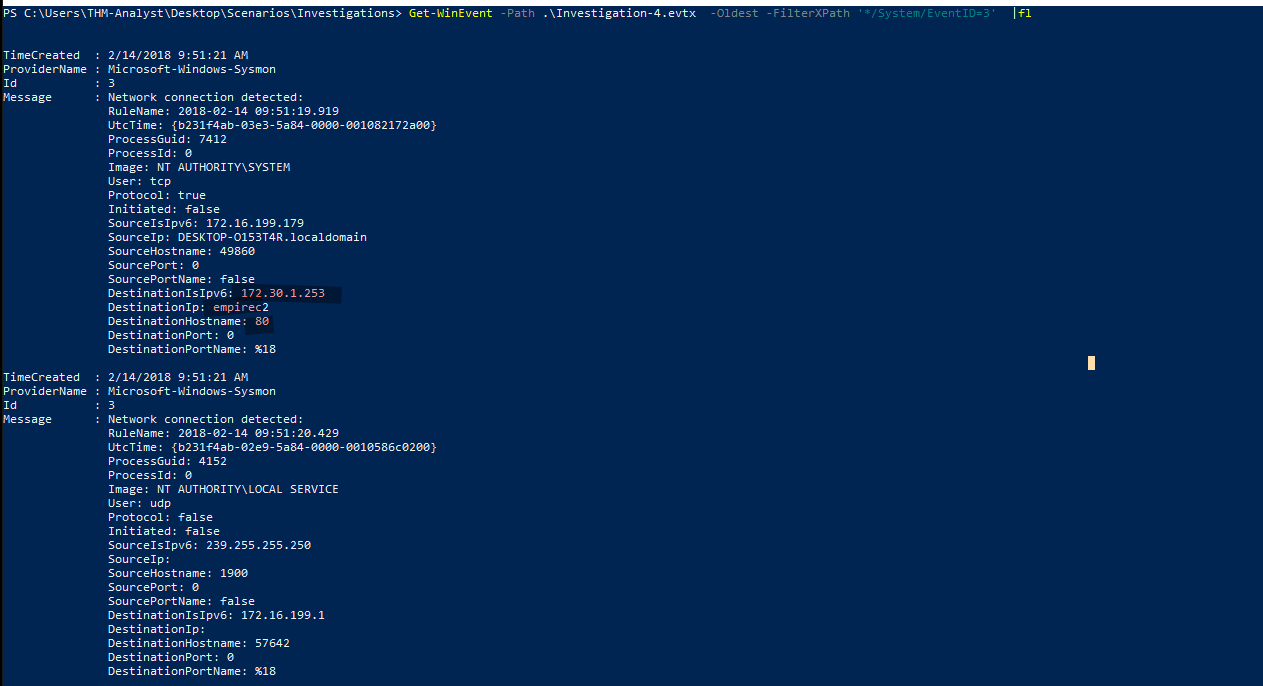 PS C:\Users\THM-Analyst\Desktop\Scenarios\Investigations> Get-WinEvent -Path .\Investigation-4.evtx  -Oldest -FilterXPath '*/System/EventID=3'  |fl
TimeCreated  : 2/14/2018 9:51:21 AM
ProviderName : Microsoft-Windows-Sysmon
Id           : 3
Message      : Network connection detected:
               RuleName: 2018-02-14 09:51:19.919
               UtcTime: {b231f4ab-03e3-5a84-0000-001082172a00}
               ProcessGuid: 7412
               ProcessId: 0
               Image: NT AUTHORITY\SYSTEM
               User: tcp
               Protocol: true
               Initiated: false
               SourceIsIpv6: 172.16.199.179
               SourceIp: DESKTOP-O153T4R.localdomain
               SourceHostname: 49860
               SourcePort: 0
               SourcePortName: false
               DestinationIsIpv6: 172.30.1.253
               DestinationIp: empirec2
               DestinationHostname: 80
               DestinationPort: 0
               DestinationPortName: %18
TimeCreated  : 2/14/2018 9:51:21 AM
ProviderName : Microsoft-Windows-Sysmon
Id           : 3
Message      : Network connection detected:
               RuleName: 2018-02-14 09:51:20.429
               UtcTime: {b231f4ab-02e9-5a84-0000-0010586c0200}
               ProcessGuid: 4152
               ProcessId: 0
               Image: NT AUTHORITY\LOCAL SERVICE
               User: udp
               Protocol: false
               Initiated: false
               SourceIsIpv6: 239.255.255.250
               SourceIp:
               SourceHostname: 1900
               SourcePort: 0
               SourcePortName: false
               DestinationIsIpv6: 172.16.199.1
               DestinationIp:
               DestinationHostname: 57642
               DestinationPort: 0
               DestinationPortName: %18